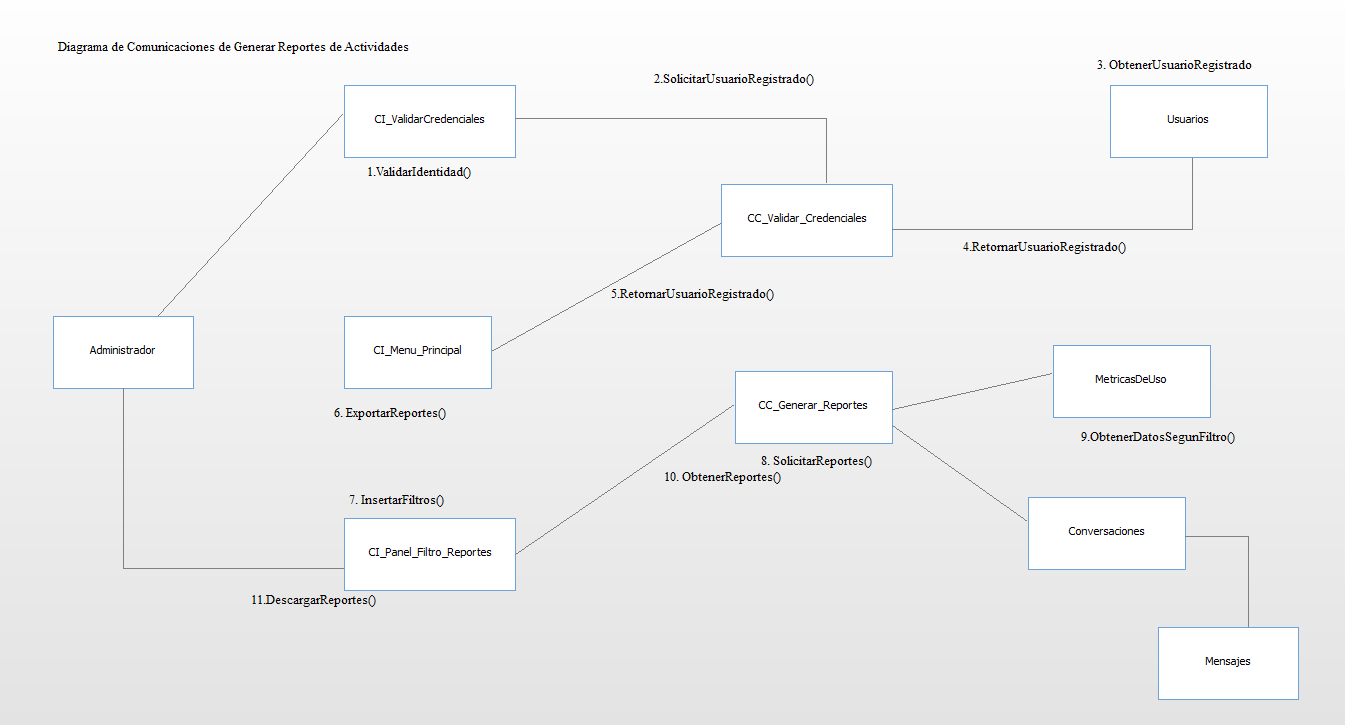 Diagrama de Comunicaciones de Generar Reportes de Actividades
3. ObtenerUsuarioRegistrado
2.SolicitarUsuarioRegistrado()
CI_ValidarCredenciales
Usuarios
1.ValidarIdentidad()
CC_Validar_Credenciales
4.RetornarUsuarioRegistrado()
5.RetornarUsuarioRegistrado()
Administrador
CI_Menu_Principal
MetricasDeUso
CC_Generar_Reportes
6. ExportarReportes()
9.ObtenerDatosSegunFiltro()
8. SolicitarReportes()
10. ObtenerReportes()
7. InsertarFiltros()
Conversaciones
CI_Panel_Filtro_Reportes
11.DescargarReportes()
Mensajes